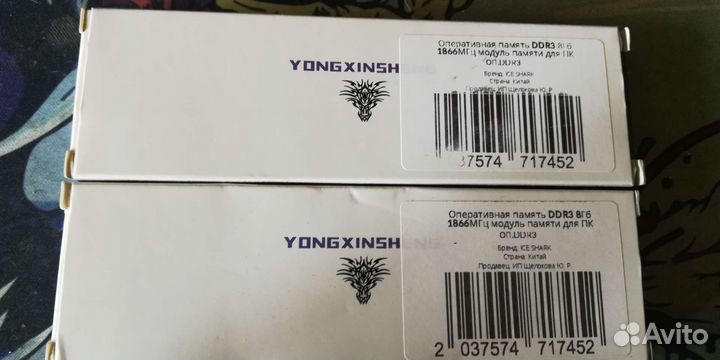 YONGXINSHENG
Оперативная память DDR3 8Гб
1866МГц модуль памяти для ПК
ОП.DDR3
Бренд: ICE SHARK
Страна: Китай
Продавец: ИП Щелокова Ю. Р
37574 717452
YONGXINSHENG
Оперативная память DDR3 8Гб
1866МГц модуль памяти для ПК
ОП.DDR3
Бренд: ICE SHARK
Страна: Китай
Продавец: ИП Щелокова Ю. Р
2 037574 717452
Avito